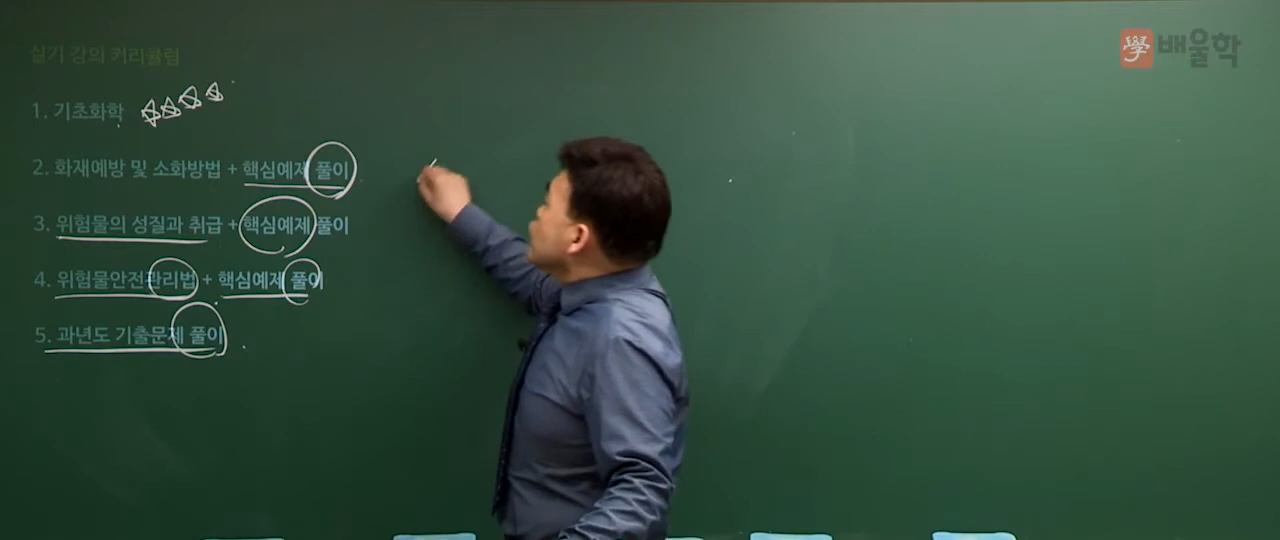 실기 강의 커리큘럼
學 배울학
1. 기초화학
2. 화재예방 및 소화방법 + 핵심예제 풀이
3. 위험물의 성질과 취급 + 핵심예제 풀이
4. 위험물안전관리법 + 핵심예제 풀이
5. 과년도 기출문제 풀이